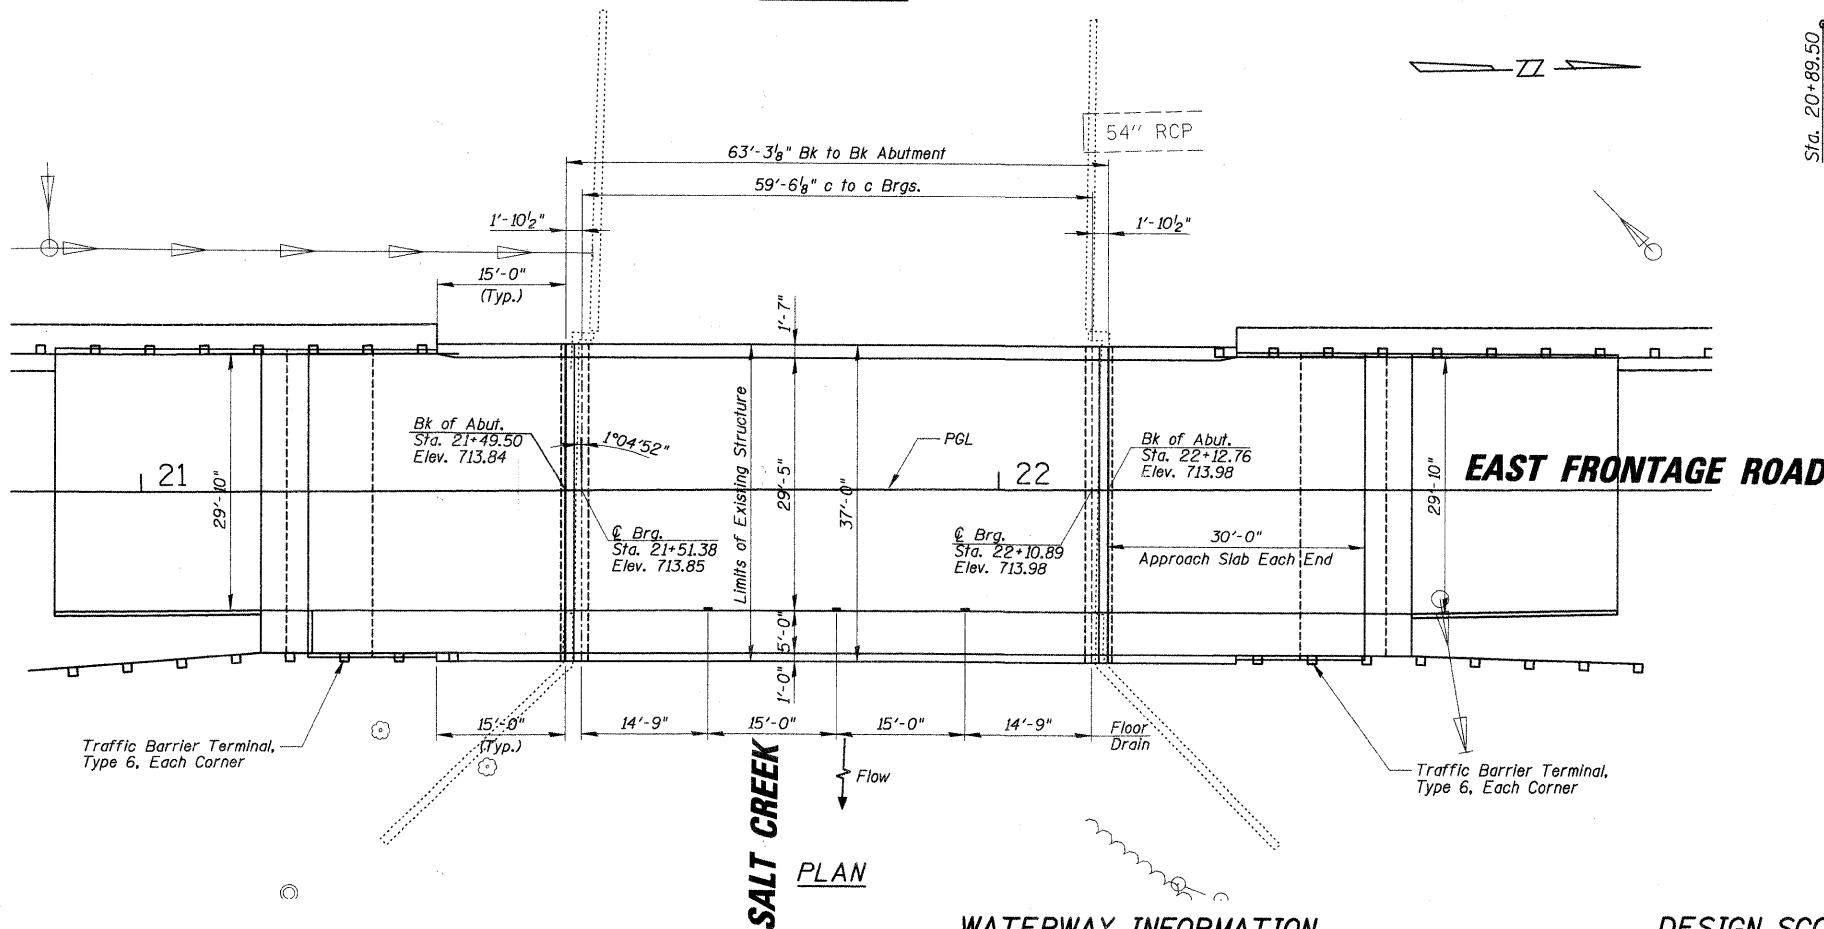 Sta. 20+89.50
54" RCP
63'-3⅛" Bk to Bk Abutment
59'-6⅛" c to c Brgs.
1'-10½"
1'-10½"
15'-0"
(Typ.)
1'-7"
Bk of Abut.
Sta. 21+49.50
Elev. 713.84
1°04'52"
Limits of Existing Structure
PGL
Bk of Abut.
Sta. 22+12.76
Elev. 713.98
21
22
EAST FRONTAGE ROAD
29'-10"
29'-5"
37'-0"
29'-10"
℄ Brg.
Sta. 21+51.38
Elev. 713.85
℄ Brg.
Sta. 22+10.89
Elev. 713.98
30'-0"
Approach Slab Each End
5'-0"
1'-0"
15'-0"
(Typ.)
14'-9"
15'-0"
15'-0"
14'-9"
Floor
Drain
Traffic Barrier Terminal,
Type 6, Each Corner
Flow
Traffic Barrier Terminal,
Type 6, Each Corner
SALT CREEK
PLAN
WATERWAY INFORMATION
DESIGN SCO